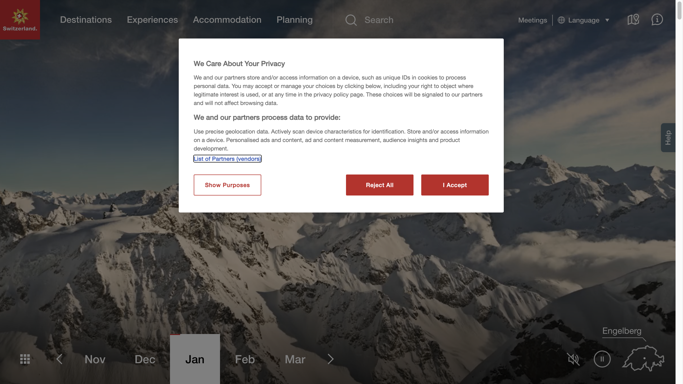 Switzerland.
Destinations Experiences Accommodation Planning Search Meetings Language
We Care About Your Privacy
We and our partners store and/or access information on a device, such as unique IDs in cookies to process
personal data. You may accept or manage your choices by clicking below, including your right to object where
legitimate interest is used, or at any time in the privacy policy page. These choices will be signaled to our partners
and will not affect browsing data.
We and our partners process data to provide:
Use precise geolocation data. Actively scan device characteristics for identification. Store and/or access information
on a device. Personalised ads and content, ad and content measurement, audience insights and product
development.
List of Partners (vendors)
Show Purposes Reject All I Accept
Help
Engelberg
Nov Dec Jan Feb Mar